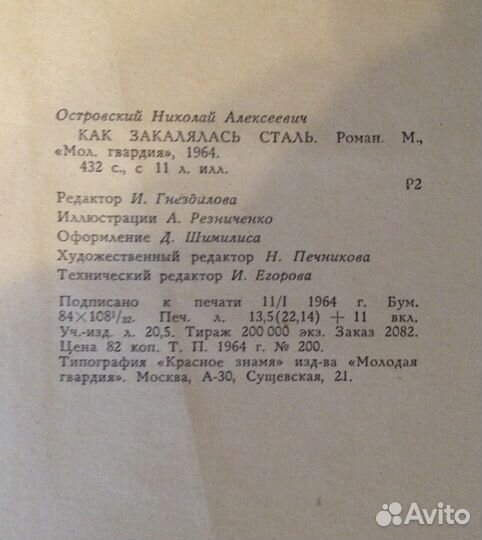 Островский Николай Алексеевич
КАК ЗАКАЛЯЛАСЬ СТАЛЬ. Роман. М.,
«Мол. гвардия», 1964.
432 с., с 11 л. илл.
Р2
Редактор И. Гнездилова
Иллюстрации А. Резниченко
Оформление Д. Шимилиса
Художественный редактор Н. Печникова
Технический редактор И. Егорова
Подписано к печати 11/I 1964 г. Бум.
84×108¹/₃₂. Печ. л. 13,5(22,14) + 11 вкл.
Уч.-изд. л. 20,5. Тираж 200 000 экз. Заказ 2082.
Цена 82 коп. Т. П. 1964 г. № 200.
Типография «Красное знамя» изд-ва «Молодая
гвардия». Москва, А-30, Сущевская, 21.
Avito